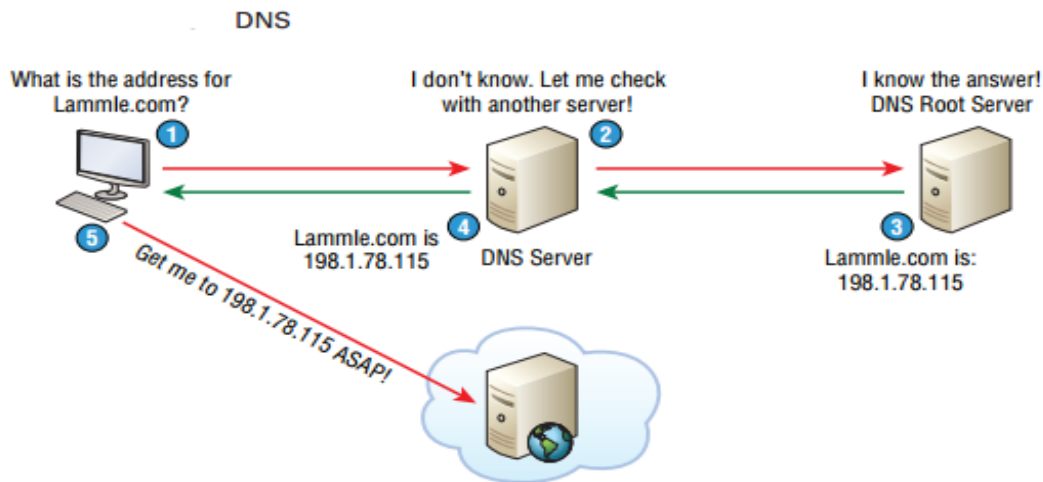 DNS
What is the address for
Lammle.com?
1
I don't know. Let me check
with another server!
2
I know the answer!
DNS Root Server
3
Lammle.com is:
198.1.78.115
4
Lammle.com is
198.1.78.115
DNS Server
5
Get me to 198.1.78.115 ASAP!